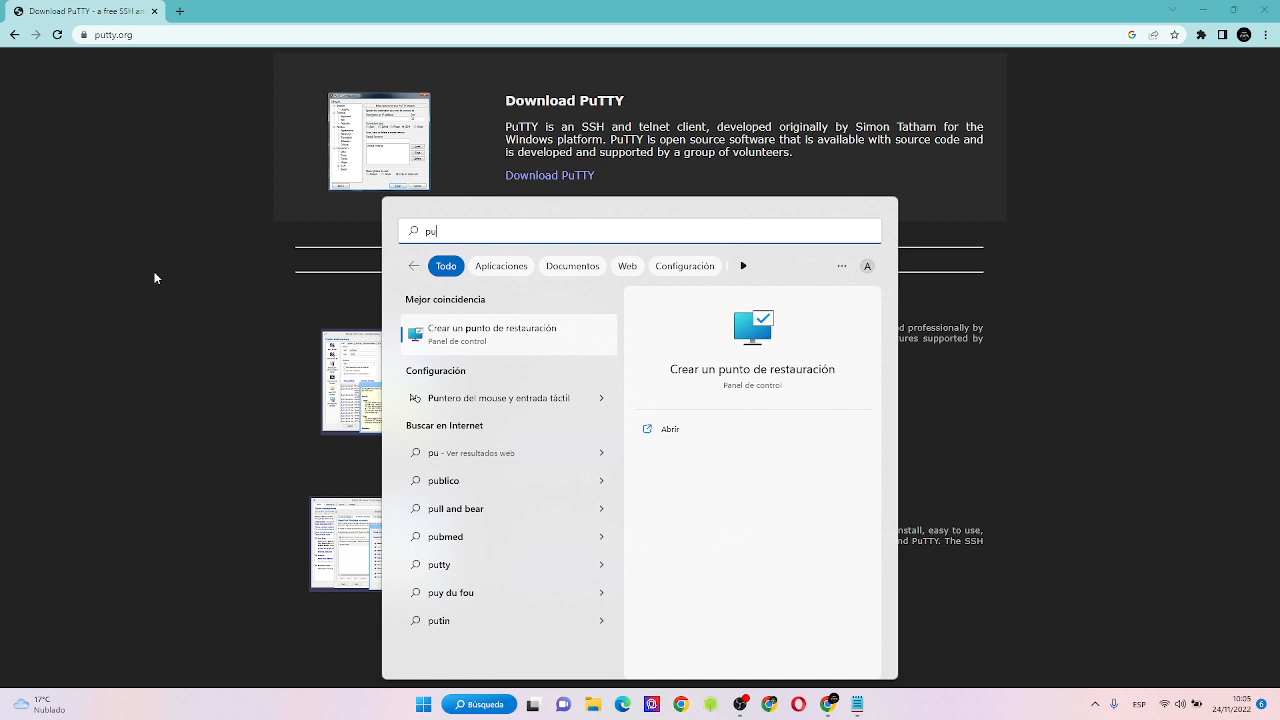 Download PuTTY - a free SSH an
putty.org
Download PuTTY
SSH and telnet client, developed originally by Simon Tatham for the
Windows platform. PuTTY is open source software that is available with source code and
is developed and supported by a group of volunteers.
Download PuTTY
pu
Todo
Aplicaciones
Documentos
Web
Configuración
A
Mejor coincidencia
Crear un punto de restauración
Panel de control
Crear un punto de restauración
Panel de control
Abrir
Configuración
Puntero del mouse y entrada táctil
Buscar en Internet
pu - Ver resultados web
publico
pull and bear
pubmed
putty
puy du fou
putin
d professionally by
ures supported by
nstall, easy to use,
nd PuTTY. The SSH
17°C
Nublado
Búsqueda
ESP
10:05
24/11/2022
6